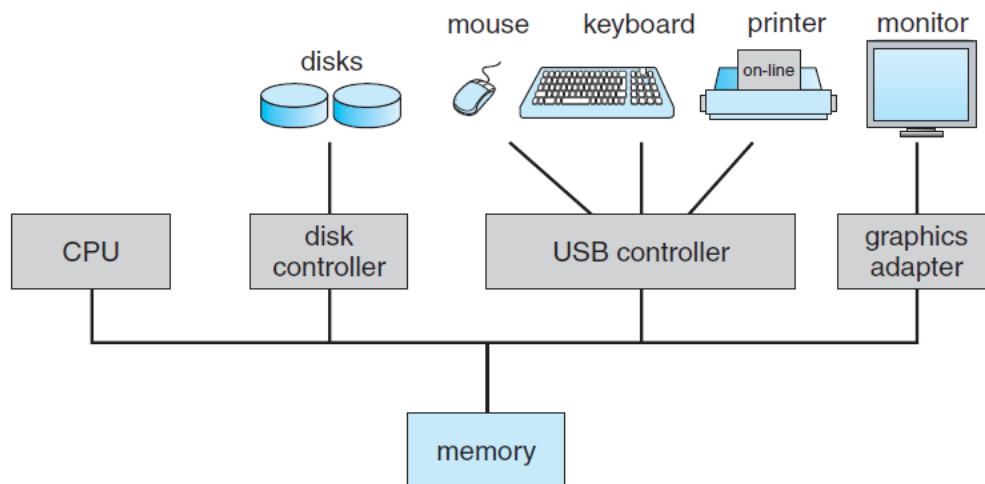 mouse
keyboard
printer
monitor
disks
on-line
CPU
disk
controller
USB controller
graphics
adapter
memory